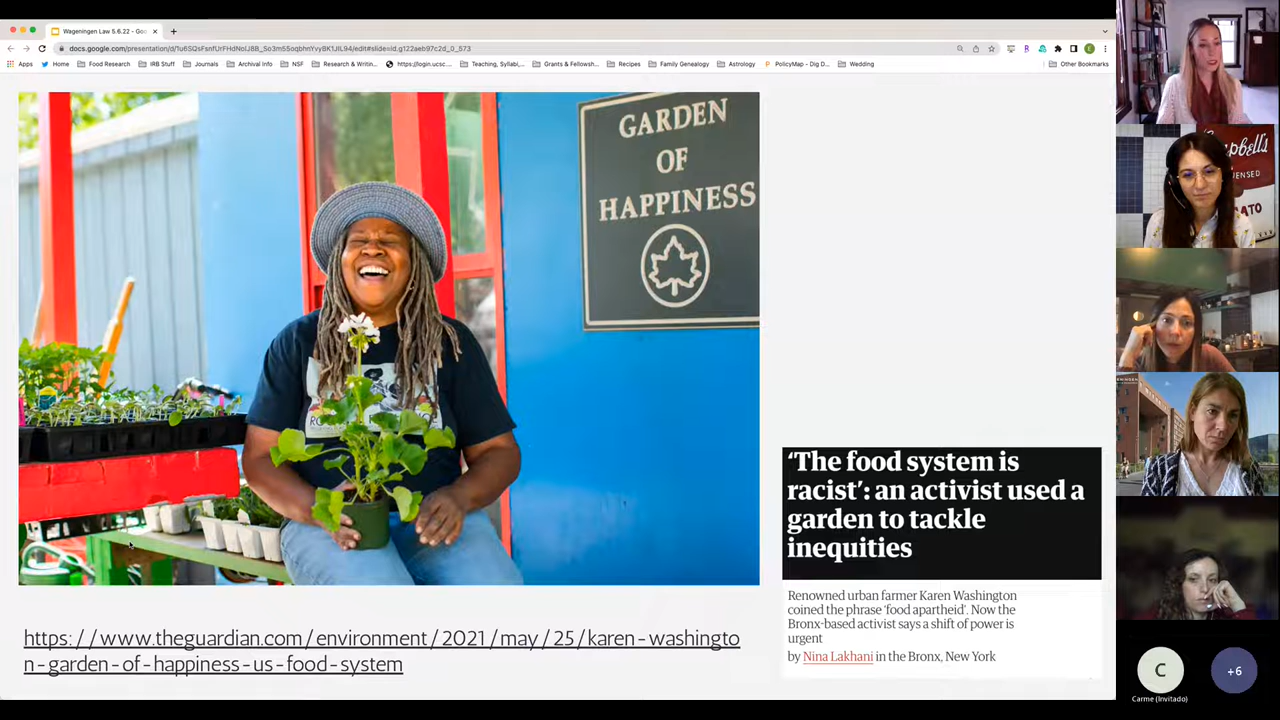 Wageningen Law 5.6.22 - Goo
docs.google.com/presentation/d/1u6SQsFsnfUrFHdNolJ8B_So3m55oqbhnYvyBK1JlL94/edit#slide=id.g122aeb97c2d_0_573
Apps
Home
Food Research
IRB Stuff
Journals
Archival Info
NSF
Research & Writin...
https://login.ucsc....
Teaching, Syllabi,...
Grants & Fellowsh...
Recipes
Family Genealogy
Astrology
PolicyMap - Dig D...
Wedding
Other Bookmarks
GARDEN
OF
HAPPINESS
'The food system is
racist': an activist used a
garden to tackle
inequities
Renowned urban farmer Karen Washington
coined the phrase 'food apartheid'. Now the
Bronx-based activist says a shift of power is
urgent
by Nina Lakhani in the Bronx, New York
https://www.theguardian.com/environment/2021/may/25/karen-washingto
n-garden-of-happiness-us-food-system
Campbell's
C
+6
Carme (Invitado)